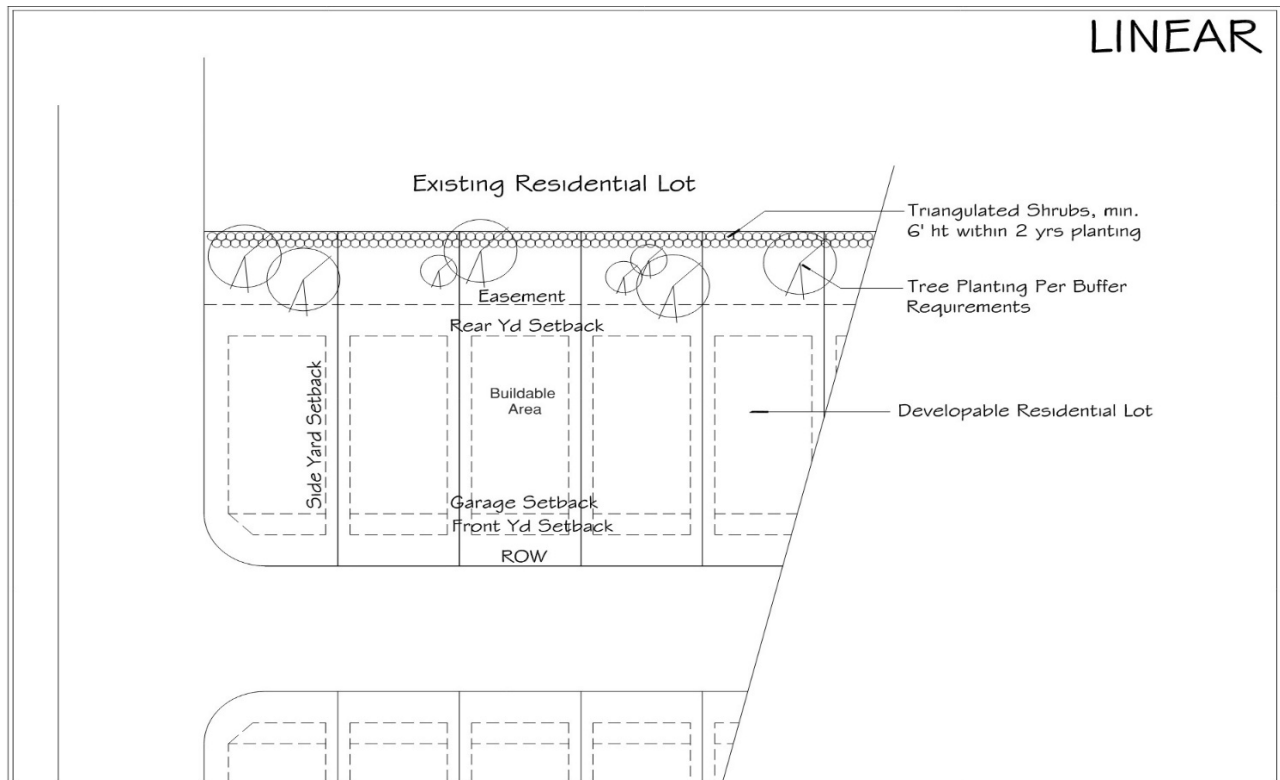 LINEAR
Existing Residential Lot
Triangulated Shrubs, min.
6' ht within 2 yrs planting
Tree Planting Per Buffer
Requirements
Easement
Rear Yd Setback
Side Yard Setback
Buildable
Area
Developable Residential Lot
Garage Setback
Front Yd Setback
ROW